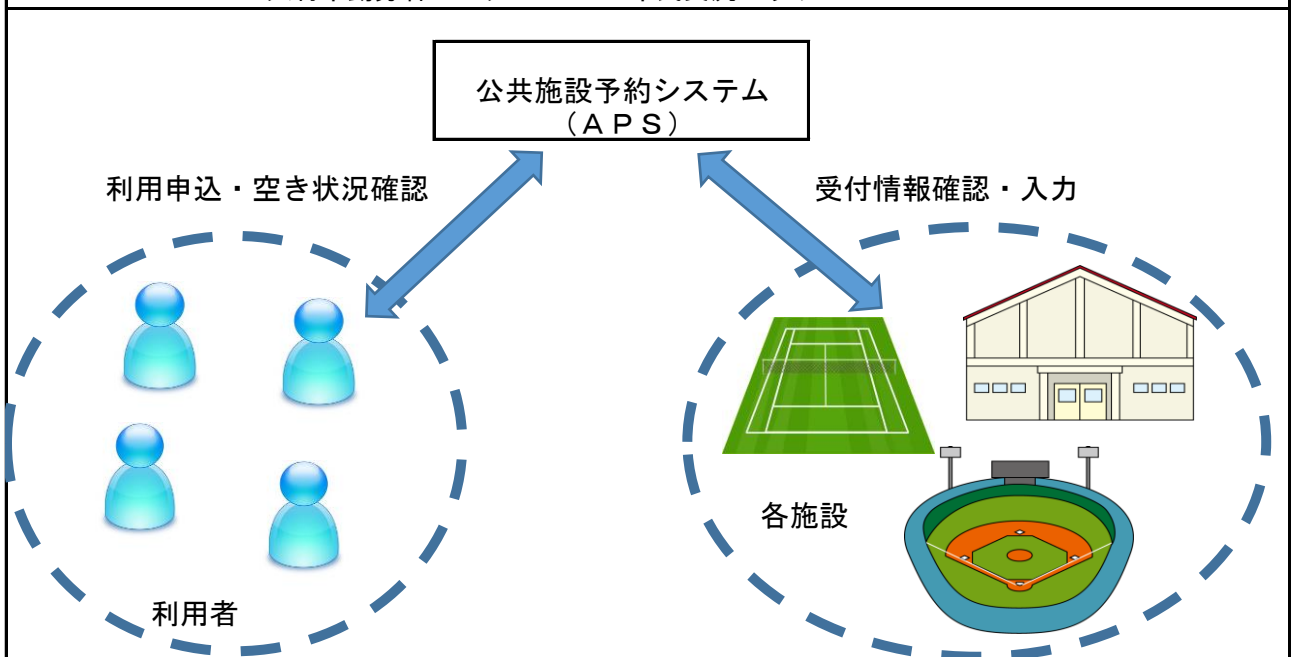 公共施設予約システム
（ＡＰＳ）
利用申込・空き状況確認
受付情報確認・入力
各施設
利用者